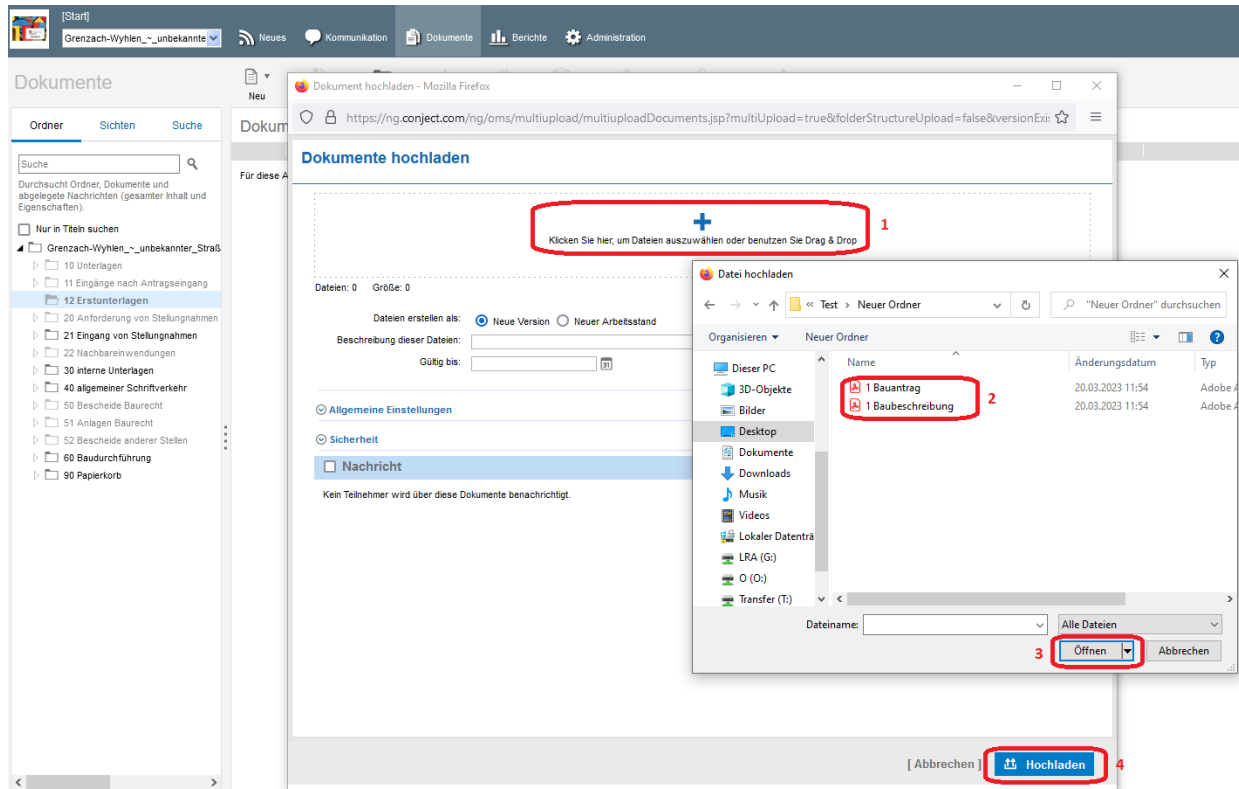 [Start]
Grenzach-Wyhlen_~_unbekannte
Neues
Kommunikation
Dokumente
Berichte
Administration
Dokumente
Neu
Ordner
Sichten
Suche
Dokum
Suche
Durchsucht Ordner, Dokumente und
abgelegete Nachrichten (gesamter Inhalt und
Eigenschaften).
Nur in Titeln suchen
Grenzach-Wyhlen_~_unbekannter_Straß
10 Unterlagen
11 Eingänge nach Antragseingang
12 Erstunterlagen
20 Anforderung von Stellungnahmen
21 Eingang von Stellungnahmen
22 Nachbareinwendungen
30 interne Unterlagen
40 allgemeiner Schriftverkehr
50 Bescheide Baurecht
51 Anlagen Baurecht
52 Bescheide anderer Stellen
60 Baudurchführung
90 Papierkorb
Für diese A
Dokument hochladen - Mozilla Firefox
https://ng.conject.com/ng/oms/multiupload/multiuploadDocuments.jsp?multiUpload=true&folderStructureUpload=false&versionExi:
Dokumente hochladen
Klicken Sie hier, um Dateien auszuwählen oder benutzen Sie Drag & Drop
1
Dateien: 0 Größe: 0
Dateien erstellen als: Neue Version Neuer Arbeitsstand
Beschreibung dieser Dateien:
Gültig bis: 31
Allgemeine Einstellungen
Sicherheit
Nachricht
Kein Teilnehmer wird über diese Dokumente benachrichtigt.
Datei hochladen
« Test › Neuer Ordner
"Neuer Ordner" durchsuchen
Organisieren
Neuer Ordner
Name
Änderungsdatum
Typ
Dieser PC
3D-Objekte
Bilder
Desktop
Dokumente
Downloads
Musik
Videos
Lokaler Datenträ
LRA (G:)
O (O:)
Transfer (T:)
1 Bauantrag
20.03.2023 11:54
Adobe A
1 Baubeschreibung
20.03.2023 11:54
Adobe A
2
Dateiname:
Alle Dateien
3
Öffnen
Abbrechen
[ Abbrechen ]
Hochladen
4